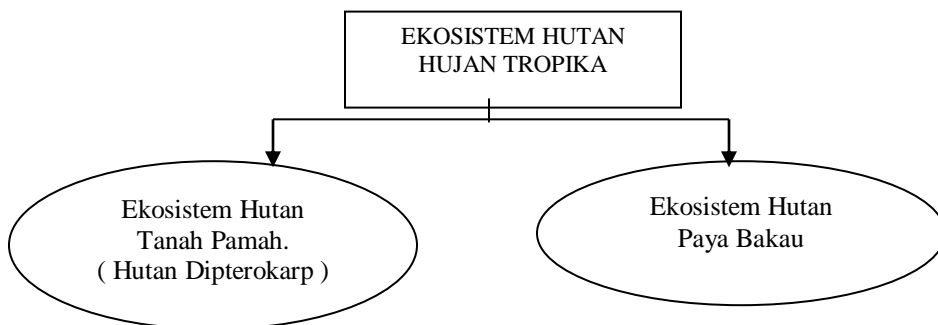 EKOSISTEM HUTAN
HUJAN TROPIKA
Ekosistem Hutan
Tanah Pamah.
( Hutan Dipterokarp )
Ekosistem Hutan
Paya Bakau